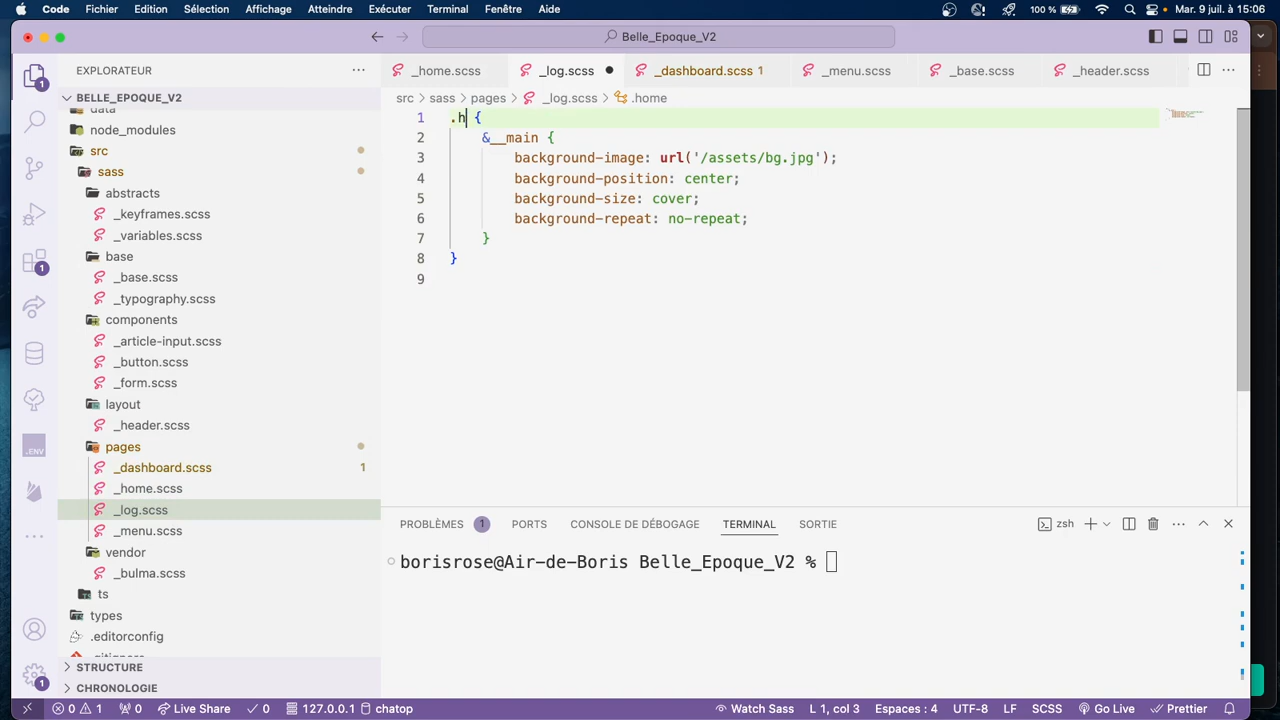 Code Fichier Édition Sélection Affichage Atteindre Exécuter Terminal Fenêtre Aide 100 % Mar. 9 juil. à 15:06
Belle_Epoque_V2
EXPLORATEUR
_home.scss _log.scss _dashboard.scss 1 _menu.scss _base.scss _header.scss
BELLE_EPOQUE_V2
src sass pages _log.scss .home
data
node_modules
src
sass
abstracts
_keyframes.scss
_variables.scss
base
_base.scss
_typography.scss
components
_article-input.scss
_button.scss
_form.scss
layout
_header.scss
pages
_dashboard.scss 1
_home.scss
_log.scss
_menu.scss
vendor
_bulma.scss
ts
types
.editorconfig
STRUCTURE
CHRONOLOGIE
1
1
.ENV
1
1 .h {
2 &__main {
3 background-image: url('/assets/bg.jpg');
4 background-position: center;
5 background-size: cover;
6 background-repeat: no-repeat;
7 }
8 }
9
PROBLÈMES 1 PORTS CONSOLE DE DÉBOGAGE TERMINAL SORTIE zsh
borisrose@Air-de-Boris Belle_Epoque_V2 %
0 1 0 Live Share 0 127.0.0.1 chatop Watch Sass L 1, col 3 Espaces : 4 UTF-8 LF SCSS Go Live Prettier